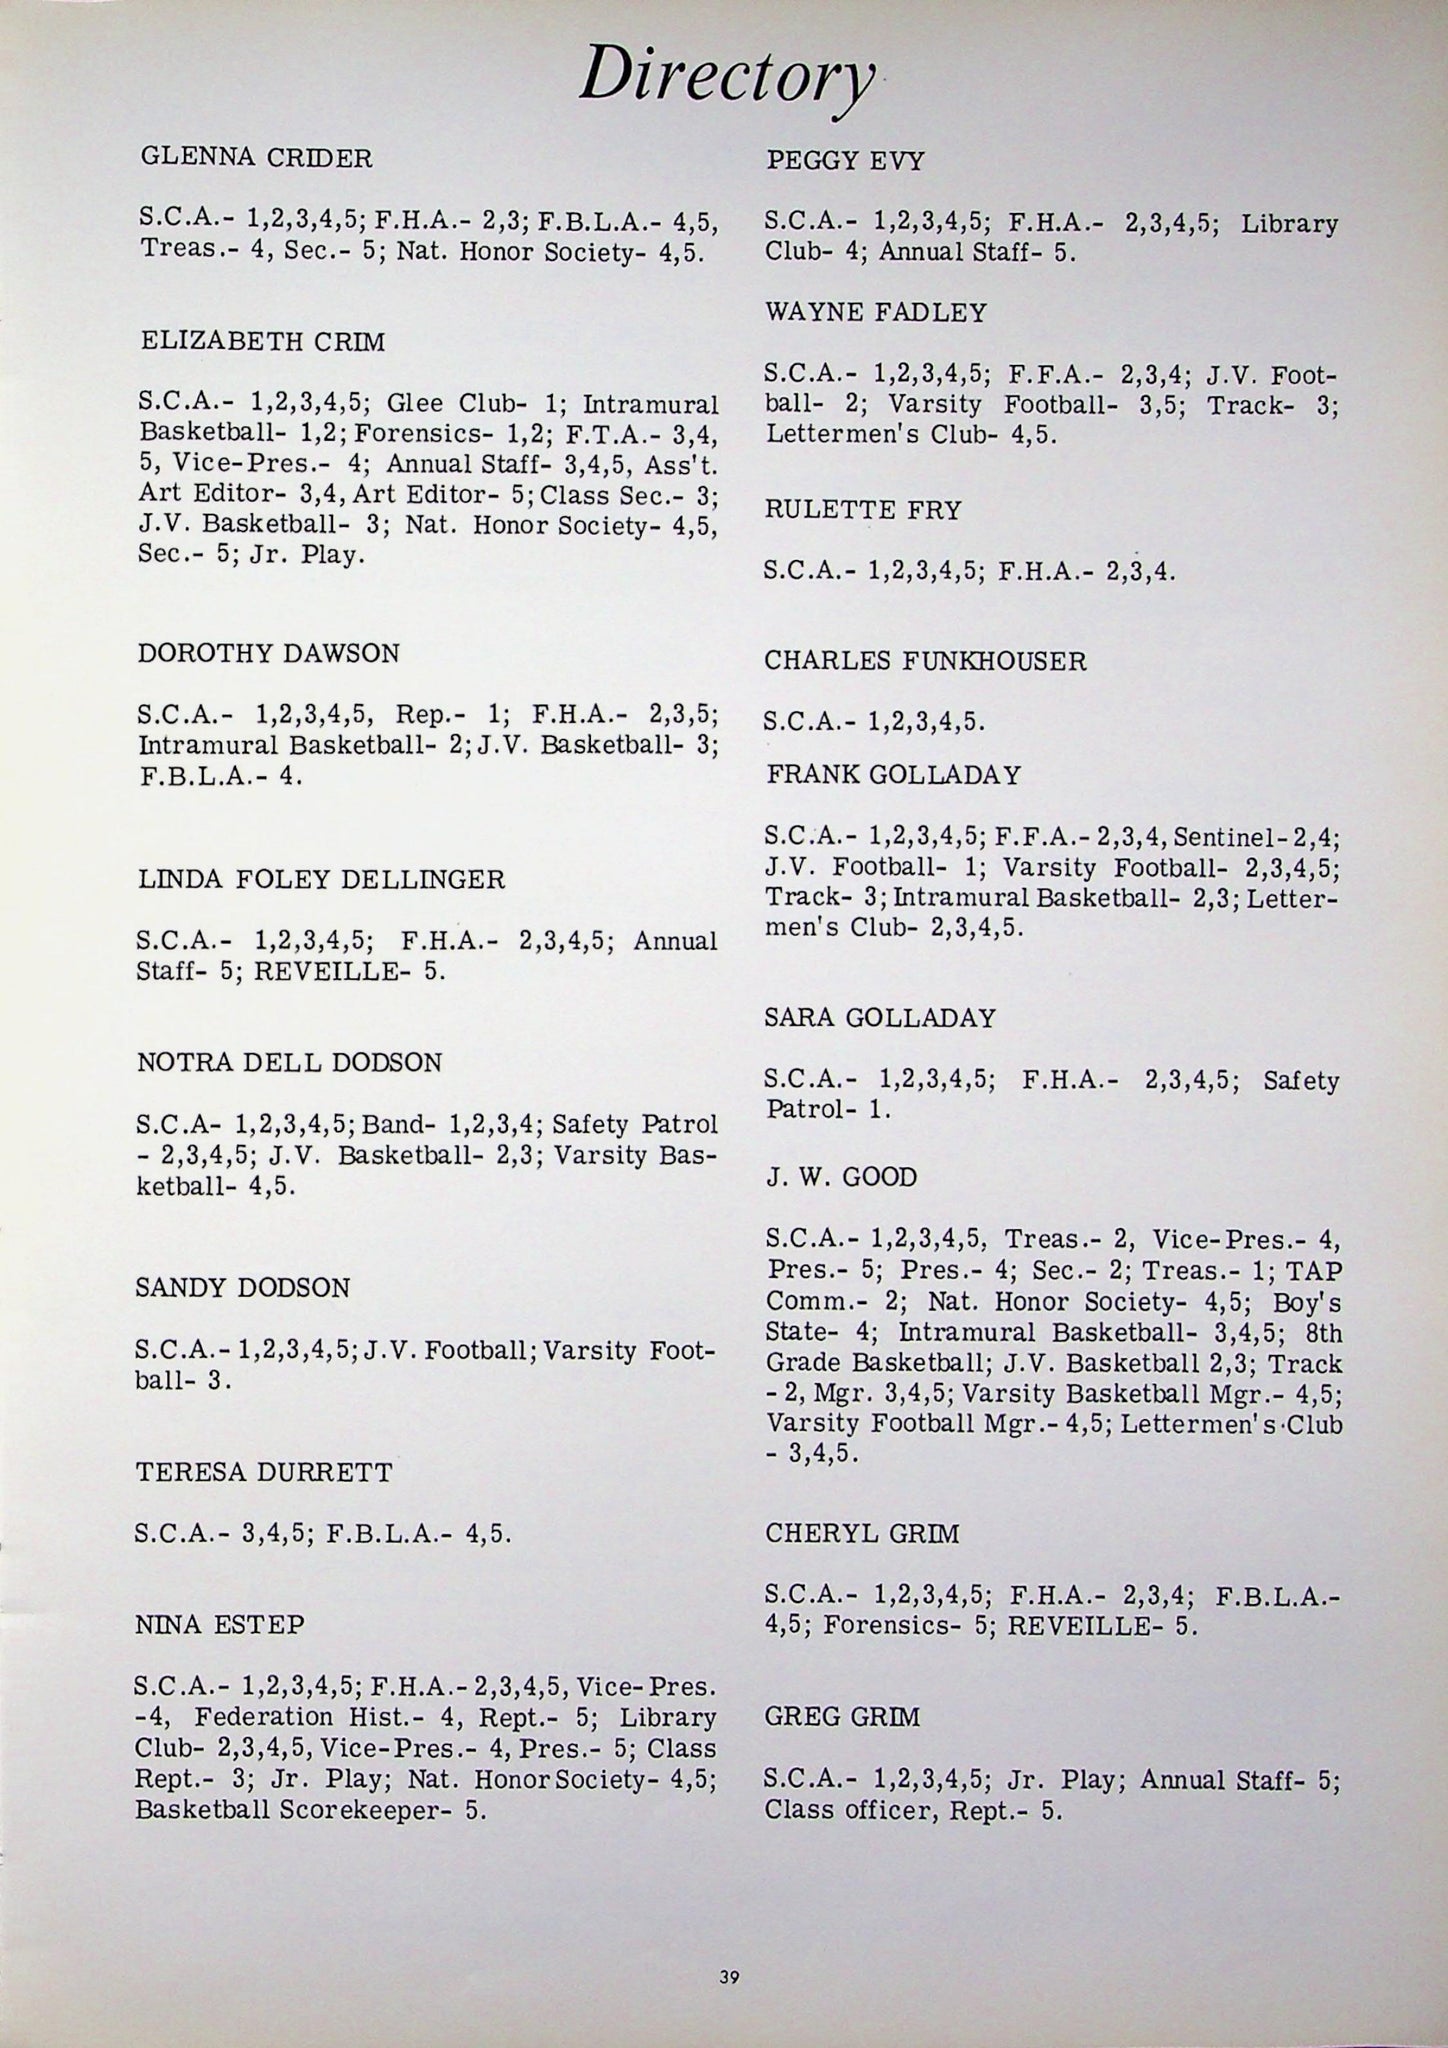 Directory
GLENNA CRIDER
S.C.A.- 1,2,3,4,5; F.H.A.- 2,3; F.B.L.A.- 4,5,
Treas.- 4, Sec.- 5; Nat. Honor Society- 4,5.
ELIZABETH CRIM
S.C.A.- 1,2,3,4,5; Glee Club- 1; Intramural
Basketball- 1,2; Forensics- 1,2; F.T.A.- 3,4,
5, Vice-Pres.- 4; Annual Staff- 3,4,5, Ass't.
Art Editor- 3,4, Art Editor- 5; Class Sec.- 3;
J.V. Basketball- 3; Nat. Honor Society- 4,5,
Sec.- 5; Jr. Play.
DOROTHY DAWSON
S.C.A.- 1,2,3,4,5, Rep.- 1; F.H.A.- 2,3,5;
Intramural Basketball- 2; J.V. Basketball- 3;
F.B.L.A.- 4.
LINDA FOLEY DELLINGER
S.C.A.- 1,2,3,4,5; F.H.A.- 2,3,4,5; Annual
Staff- 5; REVEILLE- 5.
NOTRA DELL DODSON
S.C.A- 1,2,3,4,5; Band- 1,2,3,4; Safety Patrol
- 2,3,4,5; J.V. Basketball- 2,3; Varsity Bas-
ketball- 4,5.
SANDY DODSON
S.C.A.- 1,2,3,4,5; J.V. Football; Varsity Foot-
ball- 3.
TERESA DURRETT
S.C.A.- 3,4,5; F.B.L.A.- 4,5.
NINA ESTEP
S.C.A.- 1,2,3,4,5; F.H.A.- 2,3,4,5, Vice-Pres.
-4, Federation Hist.- 4, Rept.- 5; Library
Club- 2,3,4,5, Vice-Pres.- 4, Pres.- 5; Class
Rept.- 3; Jr. Play; Nat. Honor Society- 4,5;
Basketball Scorekeeper- 5.
PEGGY EVY
S.C.A.- 1,2,3,4,5; F.H.A.- 2,3,4,5; Library
Club- 4; Annual Staff- 5.
WAYNE FADLEY
S.C.A.- 1,2,3,4,5; F.F.A.- 2,3,4; J.V. Foot-
ball- 2; Varsity Football- 3,5; Track- 3;
Lettermen's Club- 4,5.
RULETTE FRY
S.C.A.- 1,2,3,4,5; F.H.A.- 2,3,4.
CHARLES FUNKHOUSER
S.C.A.- 1,2,3,4,5.
FRANK GOLLADAY
S.C.A.- 1,2,3,4,5; F.F.A.- 2,3,4, Sentinel- 2,4;
J.V. Football- 1; Varsity Football- 2,3,4,5;
Track- 3; Intramural Basketball- 2,3; Letter-
men's Club- 2,3,4,5.
SARA GOLLADAY
S.C.A.- 1,2,3,4,5; F.H.A.- 2,3,4,5; Safety
Patrol- 1.
J. W. GOOD
S.C.A.- 1,2,3,4,5, Treas.- 2, Vice-Pres.- 4,
Pres.- 5; Pres.- 4; Sec.- 2; Treas.- 1; TAP
Comm.- 2; Nat. Honor Society- 4,5; Boy's
State- 4; Intramural Basketball- 3,4,5; 8th
Grade Basketball; J.V. Basketball 2,3; Track
- 2, Mgr. 3,4,5; Varsity Basketball Mgr.- 4,5;
Varsity Football Mgr.- 4,5; Lettermen's Club
- 3,4,5.
CHERYL GRIM
S.C.A.- 1,2,3,4,5; F.H.A.- 2,3,4; F.B.L.A.-
4,5; Forensics- 5; REVEILLE- 5.
GREG GRIM
S.C.A.- 1,2,3,4,5; Jr. Play; Annual Staff- 5;
Class officer, Rept.- 5.
39